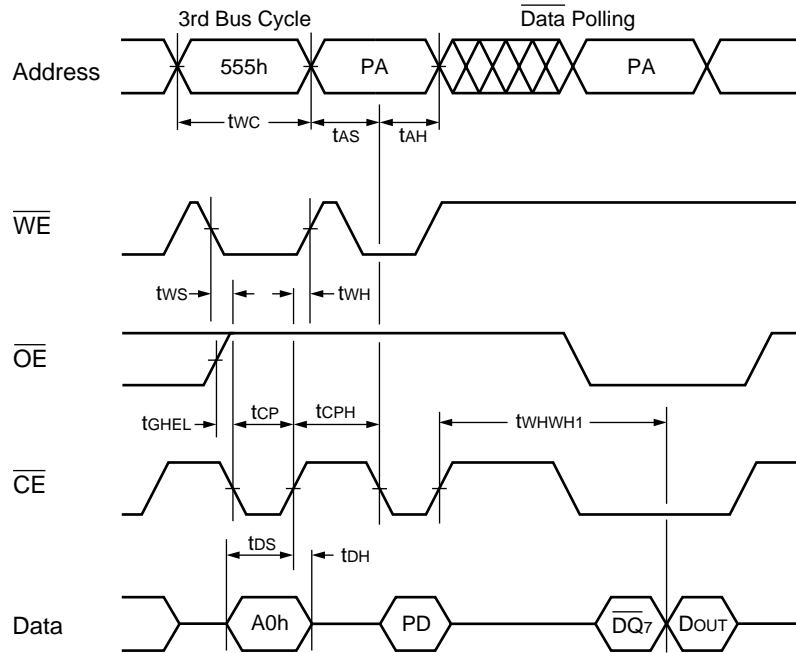 3rd Bus Cycle Data Polling
Address 555h PA PA
tWC tAS tAH
WE
tWS tWH
OE
tGHEL tCP tCPH tWHWH1
CE
tDS tDH
Data A0h PD DQ7 DOUT